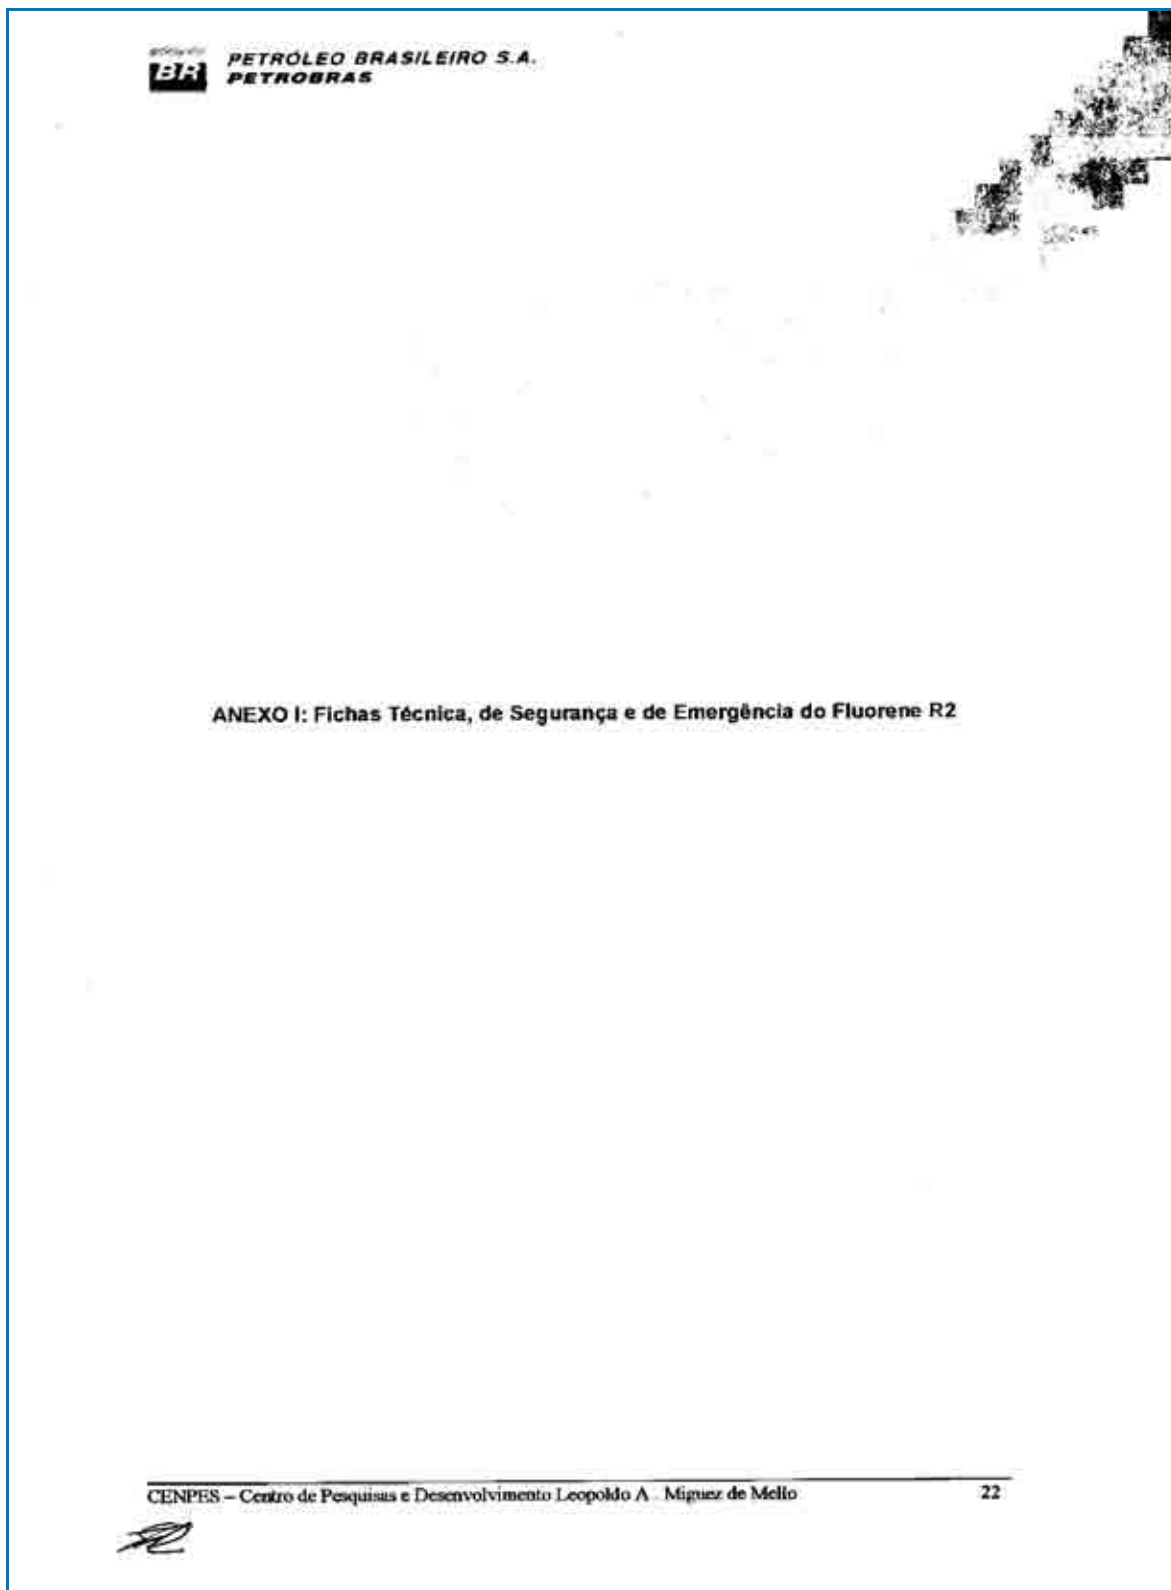 BR
PETRÓLEO BRASILEIRO S.A.
PETROBRAS
ANEXO I: Fichas Técnica, de Segurança e de Emergência do Fluorene R2
CENPES – Centro de Pesquisas e Desenvolvimento Leopoldo A . Miguez de Mello 22